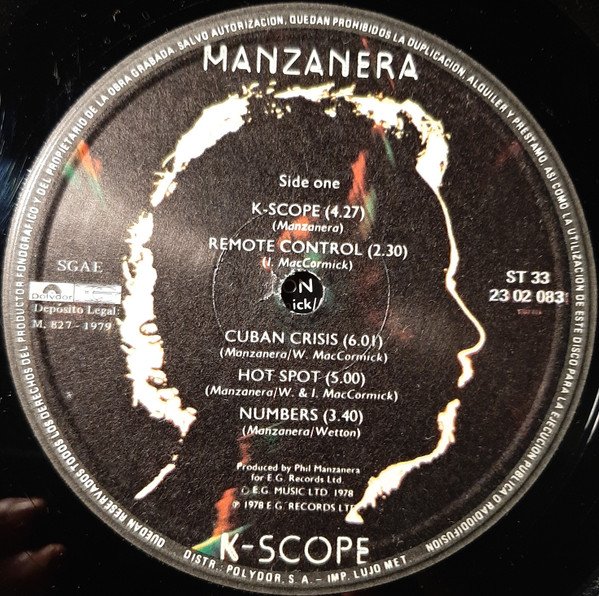 QUEDAN RESERVADOS TODOS LOS DERECHOS DEL PRODUCTOR FONOGRAFICO Y DEL PROPIETARIO DE LA OBRA GRABADA. SALVO AUTORIZACION, QUEDAN PROHIBIDOS LA DUPLICACION, ALQUILER Y PRESTAMO ASI COMO LA UTILIZACION DE ESTE DISCO PARA LA EJECUCION PUBLICA O RADIODIFUSION
MANZANERA
Side one
K-SCOPE (4.27)
(Manzanera)
REMOTE CONTROL (2.30)
(I. MacCormick)
ON
ick/
SGAE
Polydor
Deposito Legal:
M. 827 - 1979
ST 33
23 02 083
CUBAN CRISIS (6.01)
(Manzanera/W. MacCormick)
HOT SPOT (5.00)
(Manzanera/W. & I. MacCormick)
NUMBERS (3.40)
(Manzanera/Wetton)
Produced by Phil Manzanera
for E.G. Records Ltd.
© E.G. MUSIC LTD. 1978
℗ 1978 E.G. RECORDS LTD
K-SCOPE
DISTR.: POLYDOR, S. A. - IMP. LUJO MET.